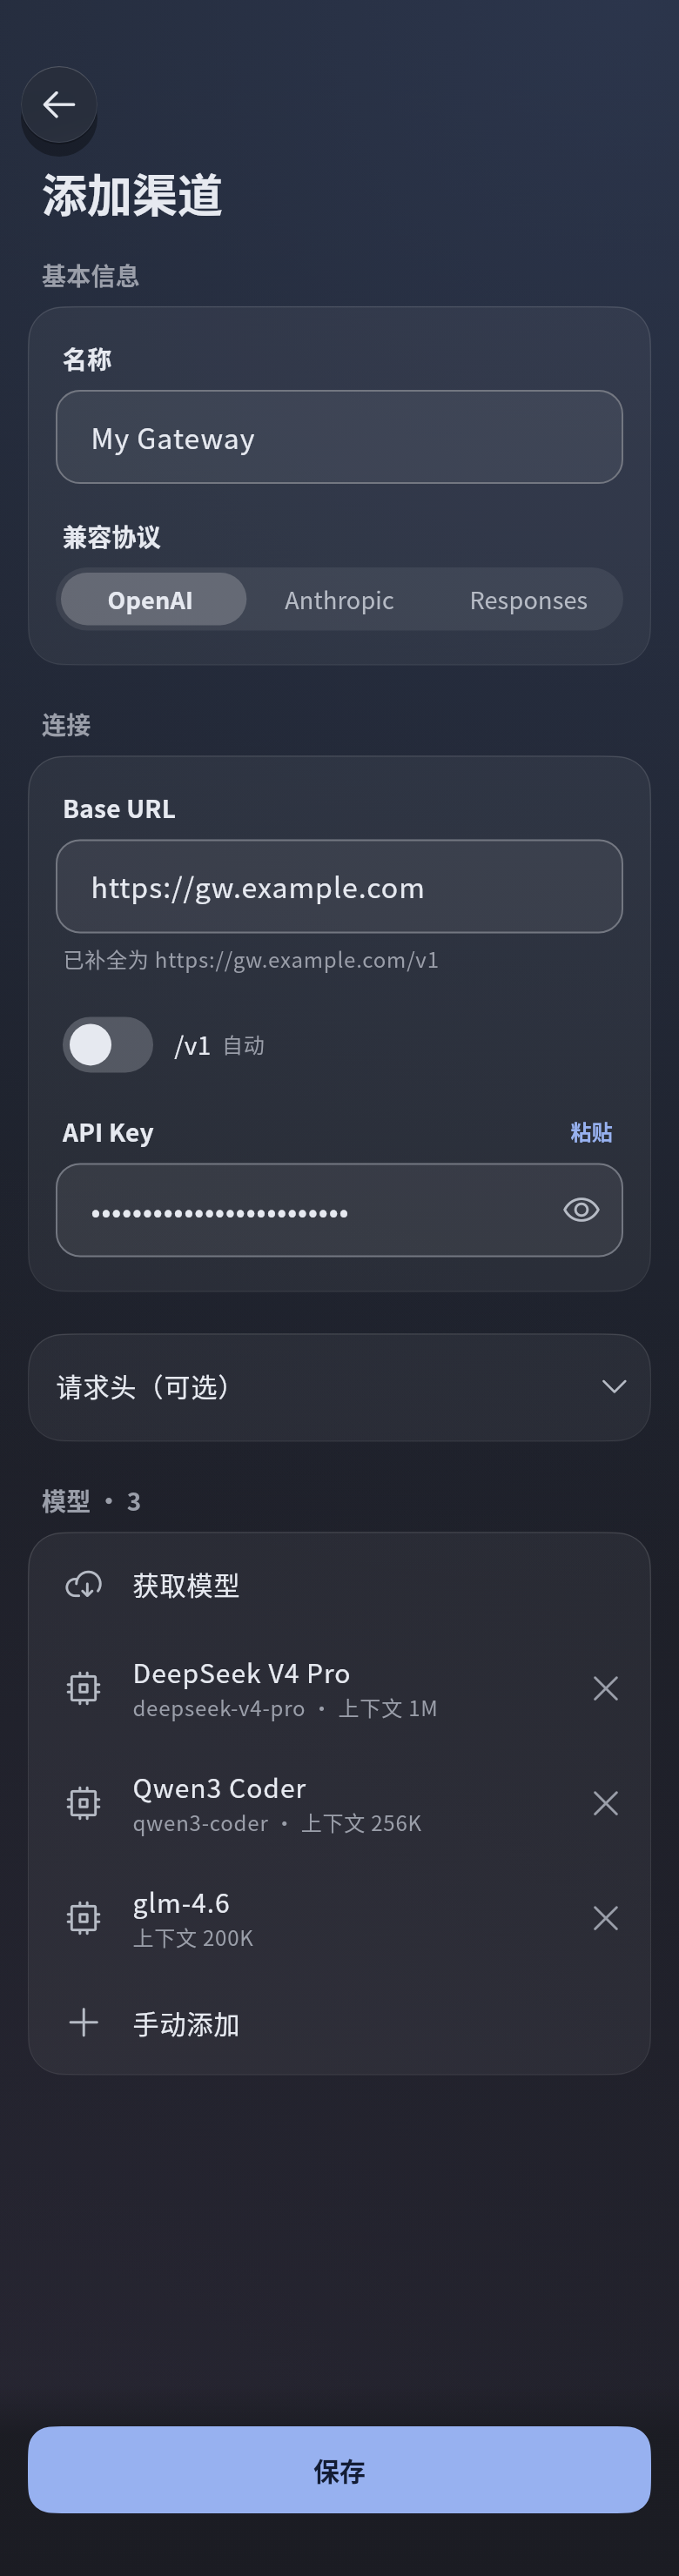 添加渠道
基本信息
名称
My Gateway
兼容协议
OpenAI Anthropic Responses
连接
Base URL
https://gw.example.com
已补全为 https://gw.example.com/v1
/v1 自动
API Key 粘贴
•••••••••••••••••••••••••
请求头（可选）
模型 · 3
获取模型
DeepSeek V4 Pro
deepseek-v4-pro · 上下文 1M
Qwen3 Coder
qwen3-coder · 上下文 256K
glm-4.6
上下文 200K
手动添加
保存